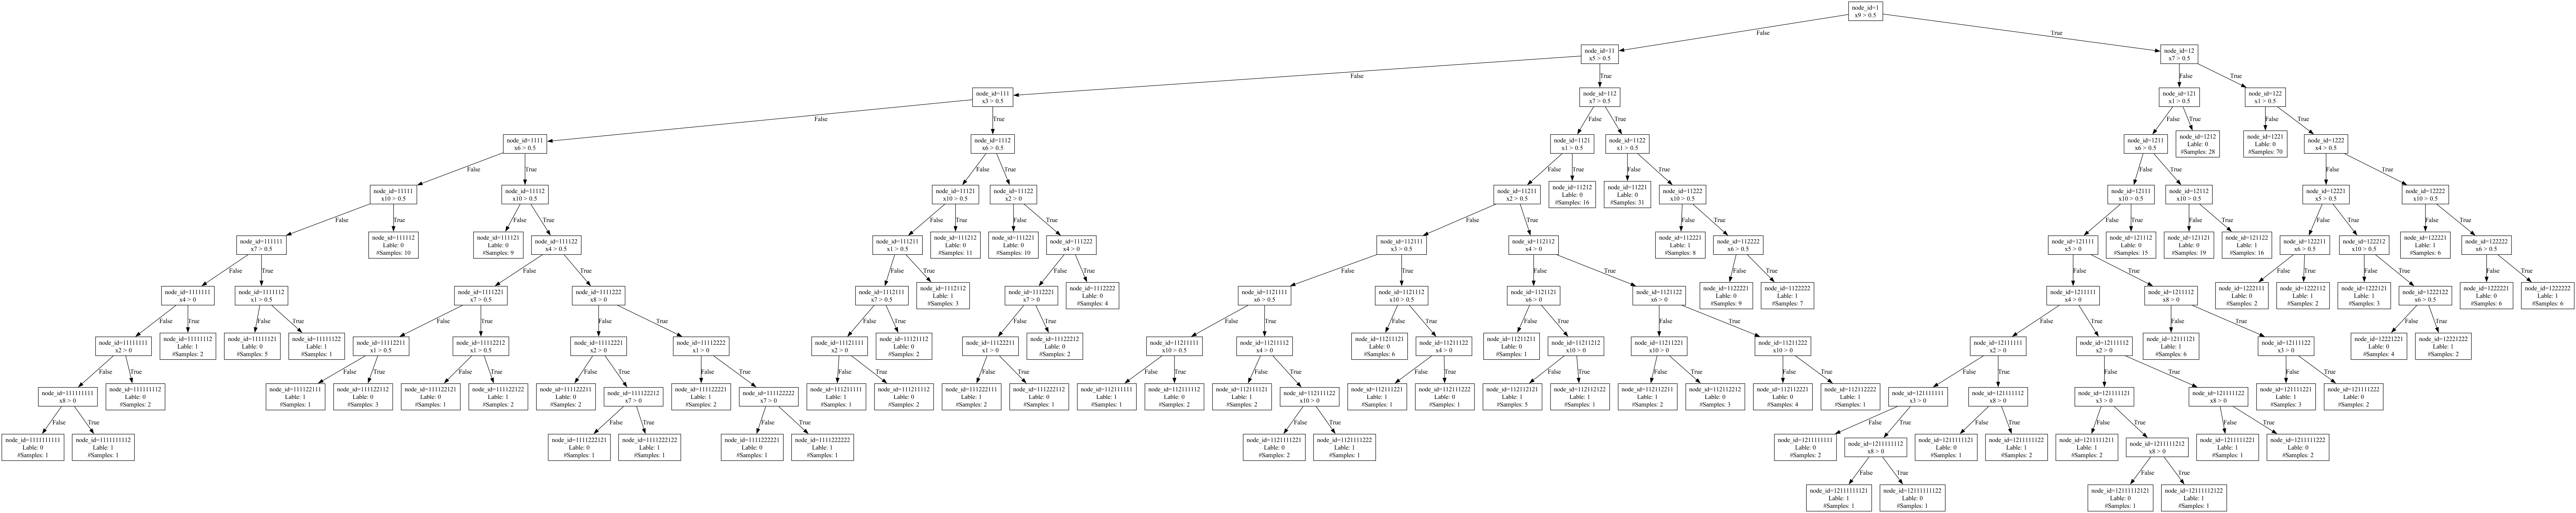 node_id=1
x9 > 0.5
False
True
node_id=11
x5 > 0.5
node_id=12
x7 > 0.5
False
True
False
True
node_id=111
x3 > 0.5
node_id=112
x7 > 0.5
node_id=121
x1 > 0.5
node_id=122
x1 > 0.5
False
True
False
True
False
True
False
True
node_id=1111
x6 > 0.5
node_id=1112
x6 > 0.5
node_id=1121
x1 > 0.5
node_id=1122
x1 > 0.5
node_id=1211
x6 > 0.5
node_id=1212
Lable: 0
#Samples: 28
node_id=1221
Lable: 0
#Samples: 70
node_id=1222
x4 > 0.5
False
True
False
True
False
True
False
True
False
True
False
True
node_id=11111
x10 > 0.5
node_id=11112
x10 > 0.5
node_id=11121
x10 > 0.5
node_id=11122
x2 > 0
node_id=11211
x2 > 0.5
node_id=11212
Lable: 0
#Samples: 16
node_id=11221
Lable: 0
#Samples: 31
node_id=11222
x10 > 0.5
node_id=12111
x10 > 0.5
node_id=12112
x10 > 0.5
node_id=12221
x5 > 0.5
node_id=12222
x10 > 0.5
False
True
False
True
False
True
False
True
False
True
False
True
False
True
False
True
False
True
False
True
node_id=111111
x7 > 0.5
node_id=111112
Lable: 0
#Samples: 10
node_id=111121
Lable: 0
#Samples: 9
node_id=111122
x4 > 0.5
node_id=111211
x1 > 0.5
node_id=111212
Lable: 0
#Samples: 11
node_id=111221
Lable: 0
#Samples: 10
node_id=111222
x4 > 0
node_id=112111
x3 > 0.5
node_id=112112
x4 > 0
node_id=112221
Lable: 1
#Samples: 8
node_id=112222
x6 > 0.5
node_id=121111
x5 > 0
node_id=121112
Lable: 0
#Samples: 15
node_id=121121
Lable: 0
#Samples: 19
node_id=121122
Lable: 1
#Samples: 16
node_id=122211
x6 > 0.5
node_id=122212
x10 > 0.5
node_id=122221
Lable: 1
#Samples: 6
node_id=122222
x6 > 0.5
False
True
False
True
False
True
False
True
False
True
False
True
False
True
False
True
False
True
False
True
False
True
node_id=1111111
x4 > 0
node_id=1111112
x1 > 0.5
node_id=1111221
x7 > 0.5
node_id=1111222
x8 > 0
node_id=1112111
x7 > 0.5
node_id=1112112
Lable: 1
#Samples: 3
node_id=1112221
x7 > 0
node_id=1112222
Lable: 0
#Samples: 4
node_id=1121111
x6 > 0.5
node_id=1121112
x10 > 0.5
node_id=1121121
x6 > 0
node_id=1121122
x6 > 0
node_id=1122221
Lable: 0
#Samples: 9
node_id=1122222
Lable: 1
#Samples: 7
node_id=1211111
x4 > 0
node_id=1211112
x8 > 0
node_id=1222111
Lable: 0
#Samples: 2
node_id=1222112
Lable: 1
#Samples: 2
node_id=1222121
Lable: 1
#Samples: 3
node_id=1222122
x6 > 0.5
node_id=1222221
Lable: 0
#Samples: 6
node_id=1222222
Lable: 1
#Samples: 6
False
True
False
True
False
True
False
True
False
True
False
True
False
True
False
True
False
True
False
True
False
True
False
True
False
True
node_id=11111111
x2 > 0
node_id=11111112
Lable: 1
#Samples: 2
node_id=11111121
Lable: 0
#Samples: 5
node_id=11111122
Lable: 1
#Samples: 1
node_id=11112211
x1 > 0.5
node_id=11112212
x1 > 0.5
node_id=11112221
x2 > 0
node_id=11112222
x1 > 0
node_id=11121111
x2 > 0
node_id=11121112
Lable: 0
#Samples: 2
node_id=11122211
x1 > 0
node_id=11122212
Lable: 0
#Samples: 2
node_id=11211111
x10 > 0.5
node_id=11211112
x4 > 0
node_id=11211121
Lable: 0
#Samples: 6
node_id=11211122
x4 > 0
node_id=11211211
Lable: 0
#Samples: 1
node_id=11211212
x10 > 0
node_id=11211221
x10 > 0
node_id=11211222
x10 > 0
node_id=12111111
x2 > 0
node_id=12111112
x2 > 0
node_id=12111121
Lable: 1
#Samples: 6
node_id=12111122
x3 > 0
node_id=12221221
Lable: 0
#Samples: 4
node_id=12221222
Lable: 1
#Samples: 2
False
True
False
True
False
True
False
True
False
True
False
True
False
True
False
True
False
True
False
True
False
True
False
True
False
True
False
True
False
True
False
True
node_id=111111111
x8 > 0
node_id=111111112
Lable: 0
#Samples: 2
node_id=111122111
Lable: 1
#Samples: 1
node_id=111122112
Lable: 0
#Samples: 3
node_id=111122121
Lable: 0
#Samples: 1
node_id=111122122
Lable: 1
#Samples: 2
node_id=111122211
Lable: 0
#Samples: 2
node_id=111122212
x7 > 0
node_id=111122221
Lable: 1
#Samples: 2
node_id=111122222
x7 > 0
node_id=111211111
Lable: 1
#Samples: 1
node_id=111211112
Lable: 0
#Samples: 2
node_id=111222111
Lable: 1
#Samples: 2
node_id=111222112
Lable: 0
#Samples: 1
node_id=112111111
Lable: 1
#Samples: 1
node_id=112111112
Lable: 0
#Samples: 2
node_id=112111121
Lable: 1
#Samples: 2
node_id=112111122
x10 > 0
node_id=112111221
Lable: 1
#Samples: 1
node_id=112111222
Lable: 0
#Samples: 1
node_id=112112121
Lable: 1
#Samples: 5
node_id=112112122
Lable: 1
#Samples: 1
node_id=112112211
Lable: 1
#Samples: 2
node_id=112112212
Lable: 0
#Samples: 3
node_id=112112221
Lable: 0
#Samples: 4
node_id=112112222
Lable: 1
#Samples: 1
node_id=121111111
x3 > 0
node_id=121111112
x8 > 0
node_id=121111121
x3 > 0
node_id=121111122
x8 > 0
node_id=121111221
Lable: 1
#Samples: 3
node_id=121111222
Lable: 0
#Samples: 2
False
True
False
True
False
True
False
True
False
True
False
True
False
True
False
True
node_id=1111111111
Lable: 0
#Samples: 1
node_id=1111111112
Lable: 1
#Samples: 1
node_id=1111222121
Lable: 0
#Samples: 1
node_id=1111222122
Lable: 1
#Samples: 1
node_id=1111222221
Lable: 0
#Samples: 1
node_id=1111222222
Lable: 1
#Samples: 1
node_id=1121111221
Lable: 0
#Samples: 2
node_id=1121111222
Lable: 1
#Samples: 1
node_id=1211111111
Lable: 0
#Samples: 2
node_id=1211111112
x8 > 0
node_id=1211111121
Lable: 0
#Samples: 1
node_id=1211111122
Lable: 1
#Samples: 2
node_id=1211111211
Lable: 1
#Samples: 2
node_id=1211111212
x8 > 0
node_id=1211111221
Lable: 1
#Samples: 1
node_id=1211111222
Lable: 0
#Samples: 2
False
True
False
True
node_id=12111111121
Lable: 1
#Samples: 1
node_id=12111111122
Lable: 0
#Samples: 1
node_id=12111112121
Lable: 0
#Samples: 1
node_id=12111112122
Lable: 1
#Samples: 1